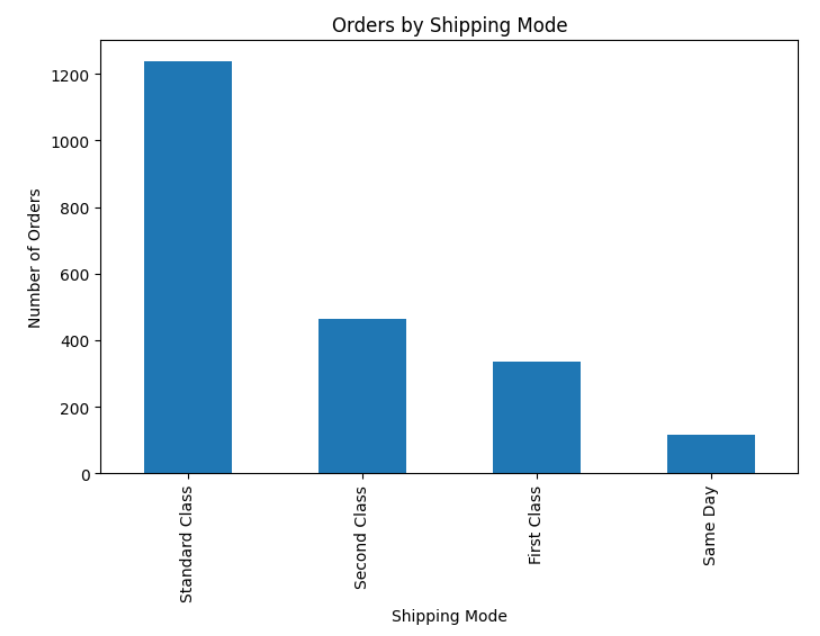 Orders by Shipping Mode
Number of Orders
1200
1000
800
600
400
200
0
Standard Class
Second Class
First Class
Same Day
Shipping Mode